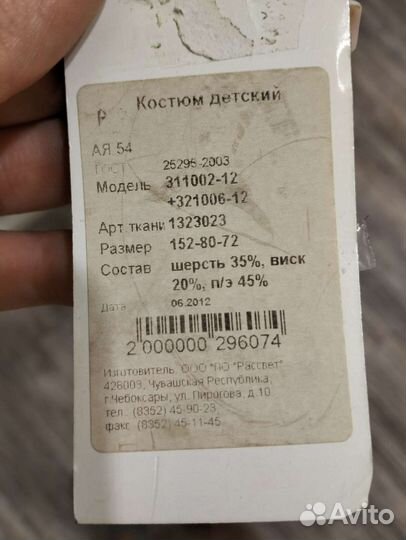 Костюм детский
АЯ 54
ГОСТ 25295-2003
Модель 311002-12
+321006-12
Арт ткани 1323023
Размер 152-80-72
Состав шерсть 35%, виск
20%, п/э 45%
Дата 06.2012
2 000000 296074
Изготовитель: ООО "ПО "Рассвет"
428003, Чувашская Республика,
г.Чебоксары, ул. Пирогова, д.10
тел. (8352) 45-90-23,
факс (8352) 45-11-45
Avito